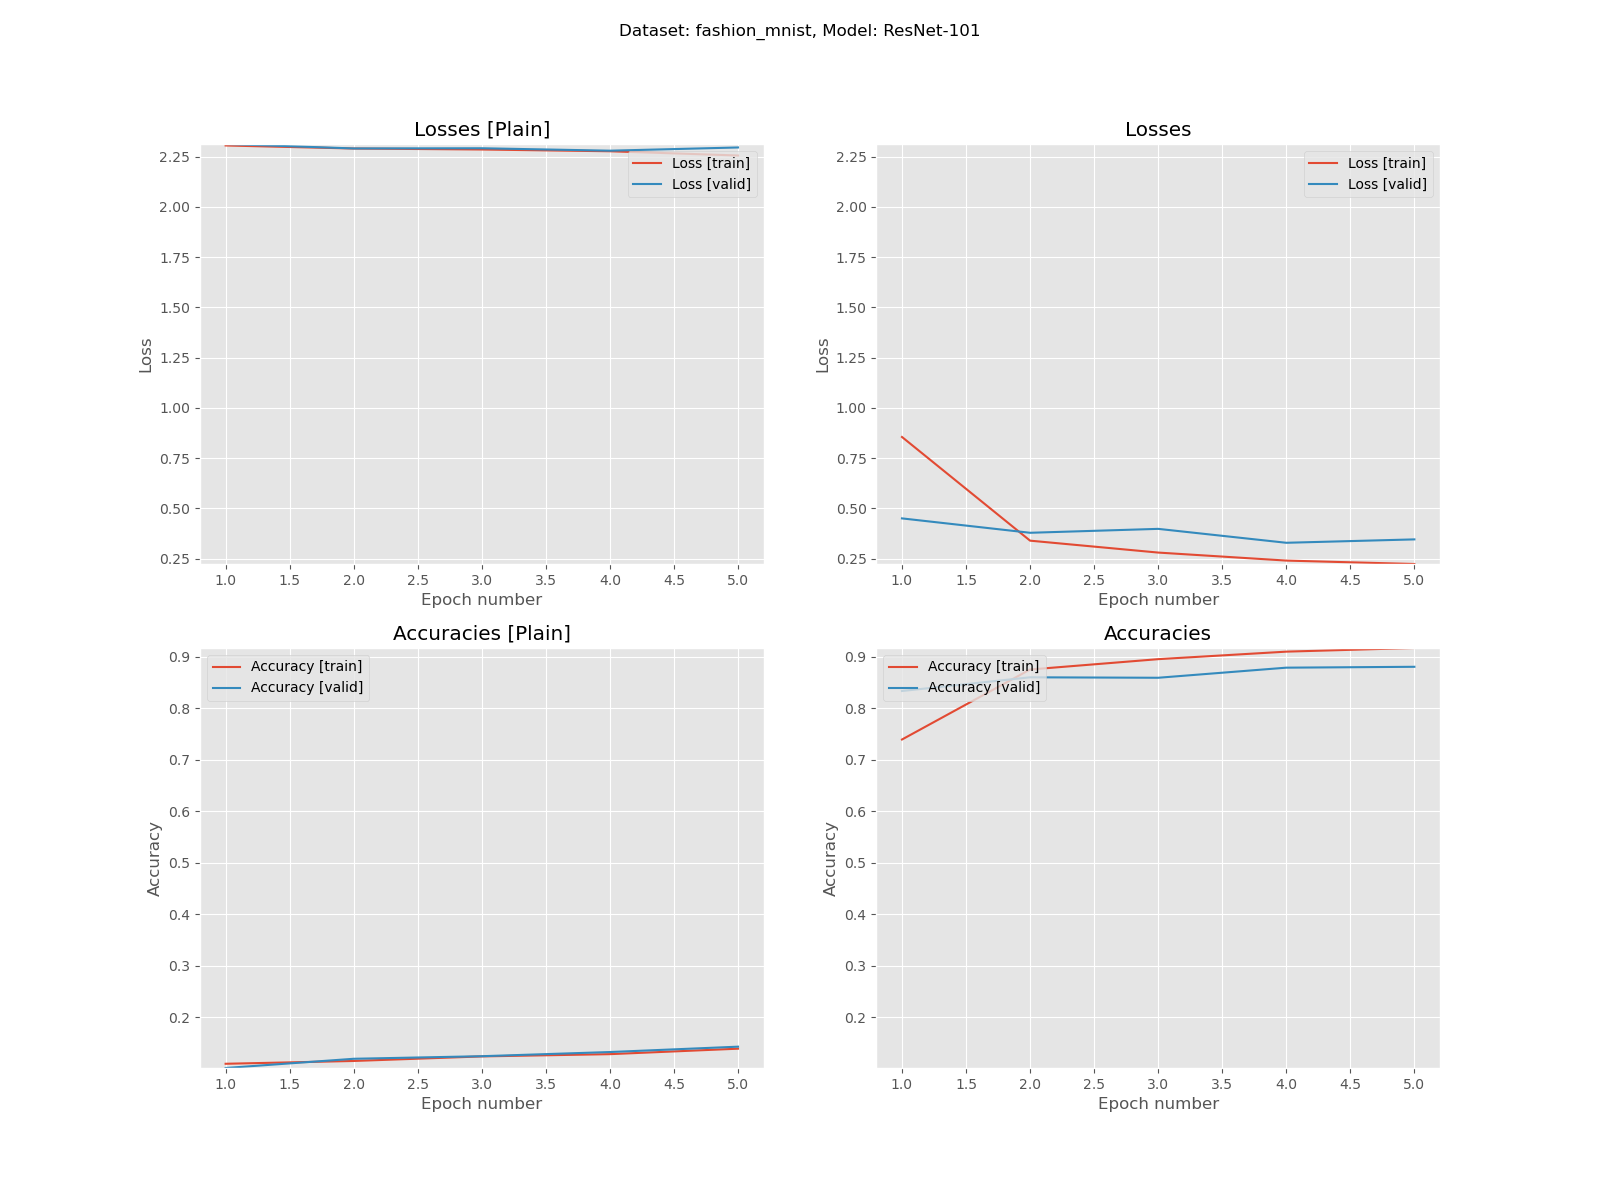 Dataset: fashion_mnist, Model: ResNet-101
Losses [Plain]
2.25
2.00
1.75
1.50
1.25
1.00
0.75
0.50
0.25
Loss
Loss [train]
Loss [valid]
1.0 1.5 2.0 2.5 3.0 3.5 4.0 4.5 5.0
Epoch number
Losses
2.25
2.00
1.75
1.50
1.25
1.00
0.75
0.50
0.25
Loss
Loss [train]
Loss [valid]
1.0 1.5 2.0 2.5 3.0 3.5 4.0 4.5 5.0
Epoch number
Accuracies [Plain]
0.9
0.8
0.7
0.6
0.5
0.4
0.3
0.2
Accuracy
Accuracy [train]
Accuracy [valid]
1.0 1.5 2.0 2.5 3.0 3.5 4.0 4.5 5.0
Epoch number
Accuracies
0.9
0.8
0.7
0.6
0.5
0.4
0.3
0.2
Accuracy
Accuracy [train]
Accuracy [valid]
1.0 1.5 2.0 2.5 3.0 3.5 4.0 4.5 5.0
Epoch number